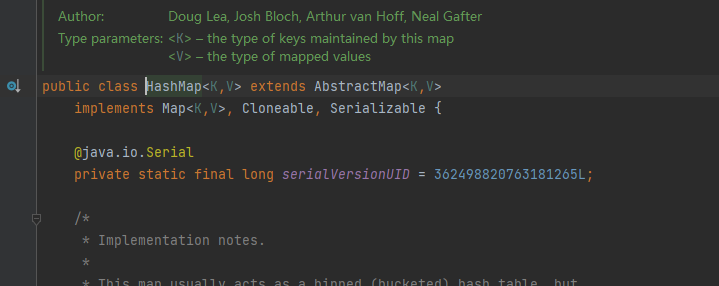 Author: Doug Lea, Josh Bloch, Arthur van Hoff, Neal Gafter
Type parameters: <K> – the type of keys maintained by this map
<V> – the type of mapped values
public class HashMap<K,V> extends AbstractMap<K,V>
implements Map<K,V>, Cloneable, Serializable {
@java.io.Serial
private static final long serialVersionUID = 362498820763181265L;
/*
* Implementation notes.
*
* This map usually acts as a binned (bucketed) hash table, but